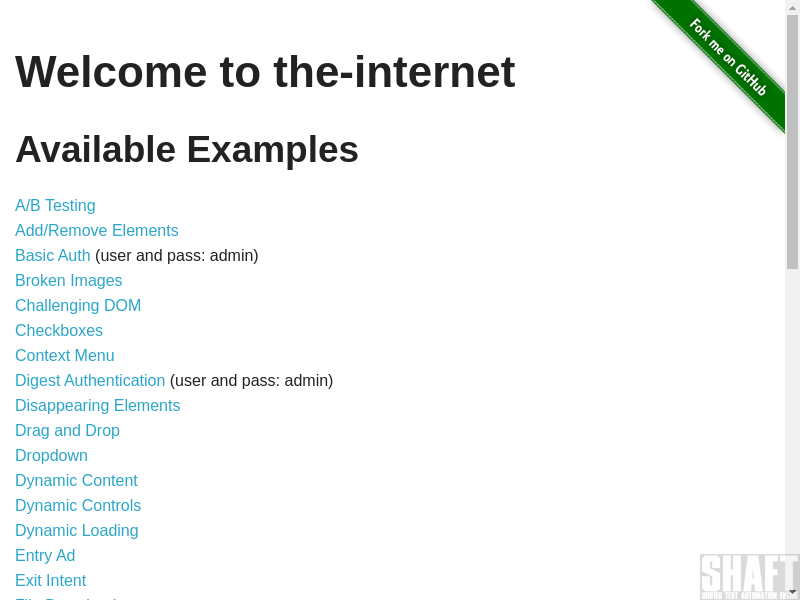 Fork me on GitHub
Welcome to the-internet
Available Examples
A/B Testing
Add/Remove Elements
Basic Auth (user and pass: admin)
Broken Images
Challenging DOM
Checkboxes
Context Menu
Digest Authentication (user and pass: admin)
Disappearing Elements
Drag and Drop
Dropdown
Dynamic Content
Dynamic Controls
Dynamic Loading
Entry Ad
Exit Intent
SHAFT